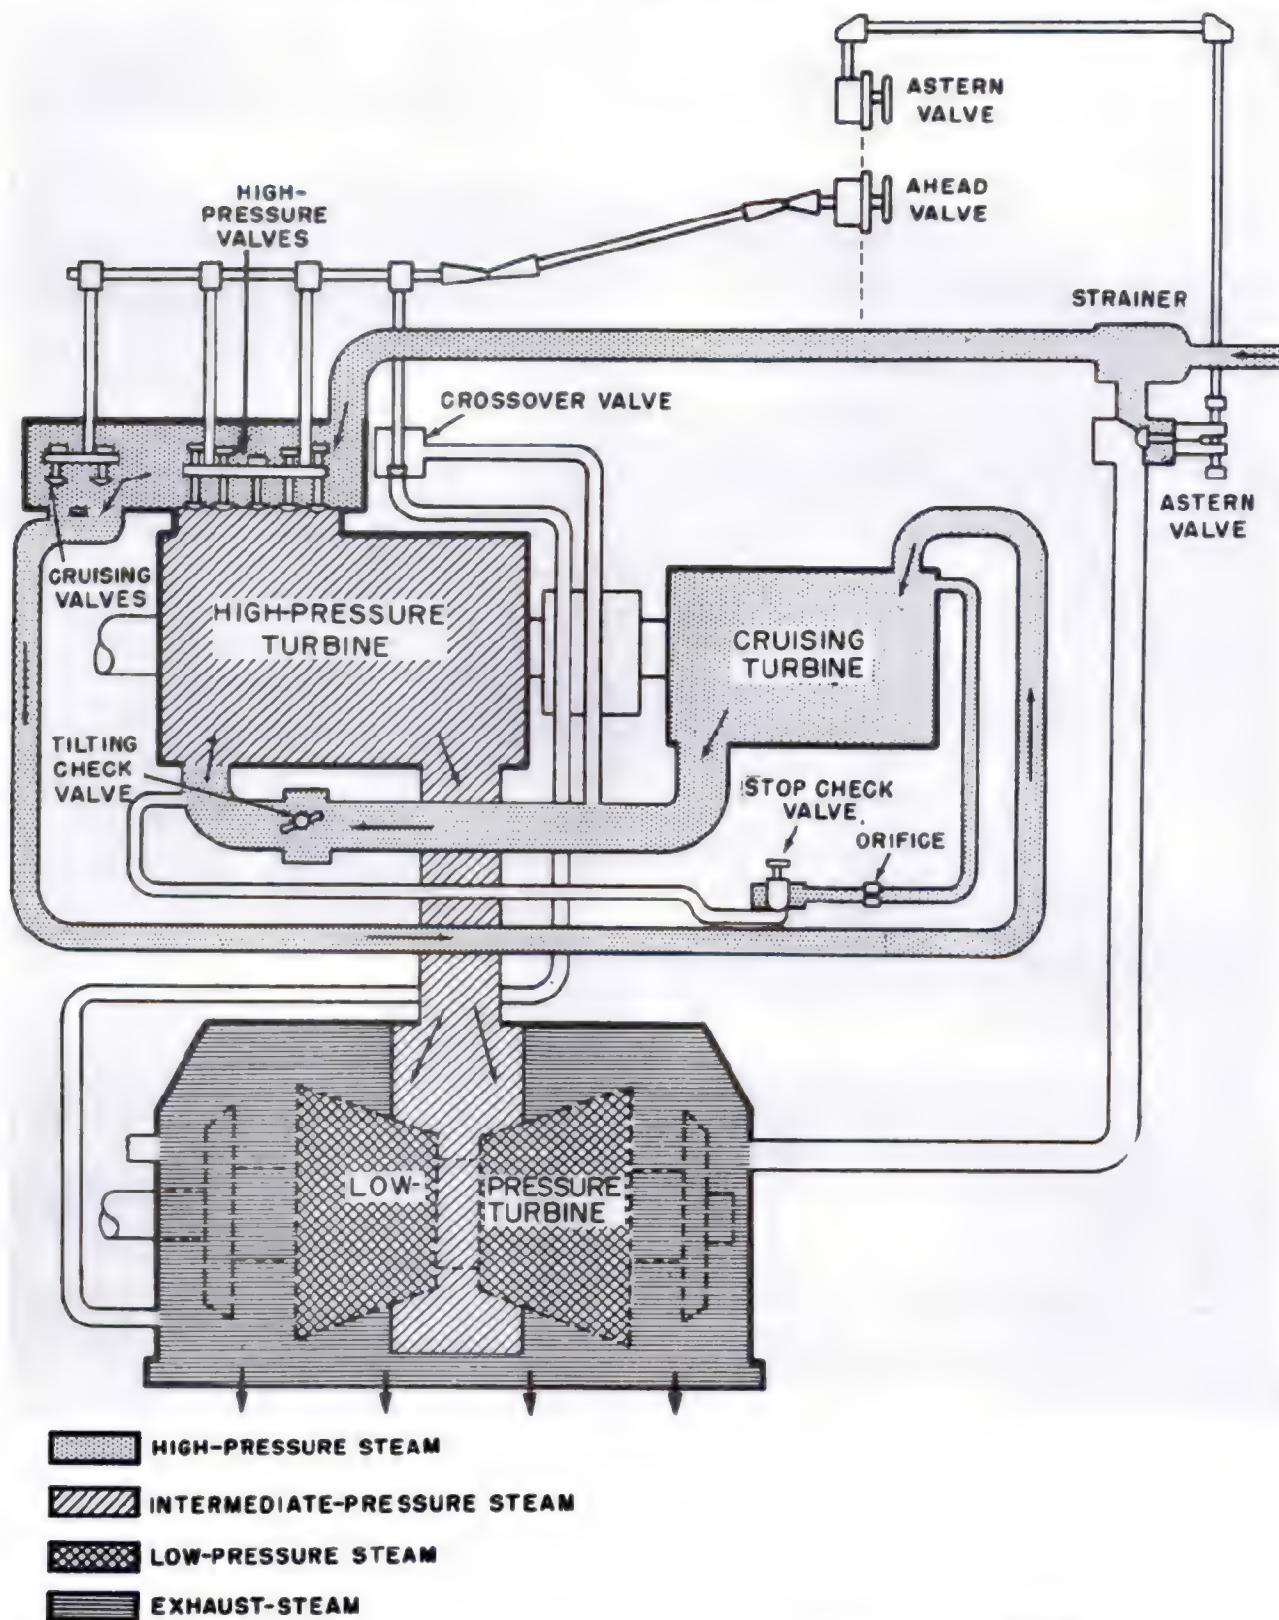 ASTERN
VALVE
AHEAD
VALVE
HIGH-
PRESSURE
VALVES
STRAINER
CROSSOVER VALVE
ASTERN
VALVE
CRUISING
VALVES
HIGH-PRESSURE
TURBINE
CRUISING
TURBINE
TILTING
CHECK
VALVE
STOP CHECK
VALVE
ORIFICE
LOW-
PRESSURE
TURBINE
HIGH-PRESSURE STEAM
INTERMEDIATE-PRESSURE STEAM
LOW-PRESSURE STEAM
EXHAUST-STEAM